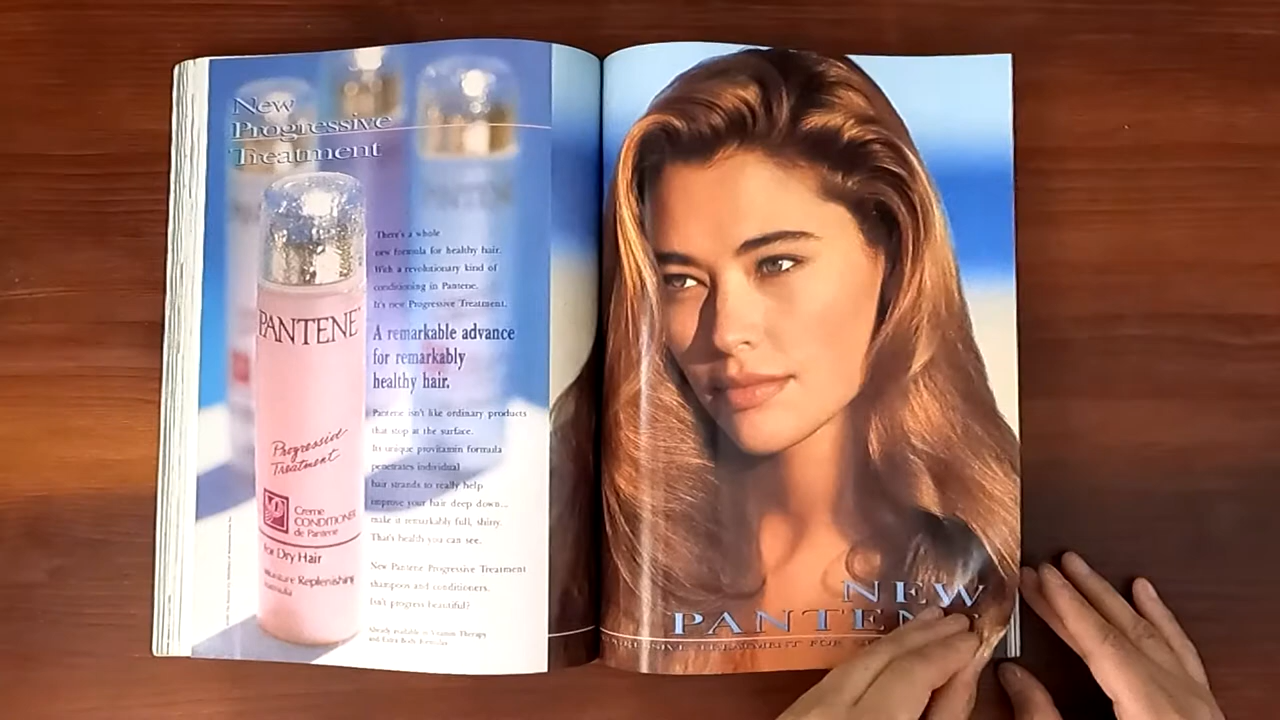 New
Progressive
Treatment
PANTENE
Progressive
Treatment
Creme
CONDITIONER
de Pantene
For Dry Hair
Moisture Replenishing
Formula
There's a whole
new formula for healthy hair.
With a revolutionary kind of
conditioning in Pantene.
It's new Progressive Treatment.
A remarkable advance
for remarkably
healthy hair.
Pantene isn't like ordinary products
that stop at the surface.
Its unique provitamin formula
penetrates individual
hair strands to really help
improve your hair deep down...
make it remarkably full, shiny.
That's health you can see.
New Pantene Progressive Treatment
shampoos and conditioners.
Isn't progress beautiful?
Already available in Vitamin Therapy
and Extra Body Formulas.
NEW
PANTENE
TREATMENT FOR